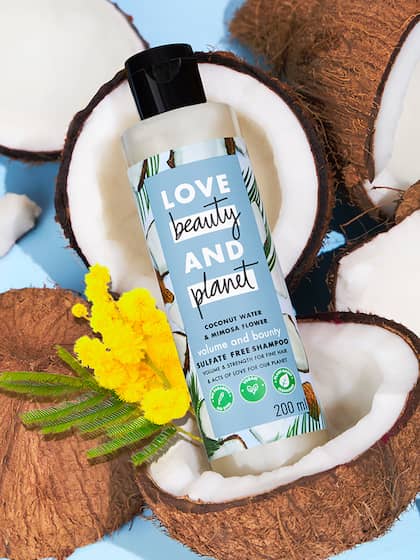 LOVE
beauty
AND
planet
COCONUT WATER
& MIMOSA FLOWER
volume and bounty
SULFATE FREE SHAMPOO
VOLUME & STRENGTH FOR FINE HAIR
& ACTS OF LOVE FOR OUR PLANET
200 ml